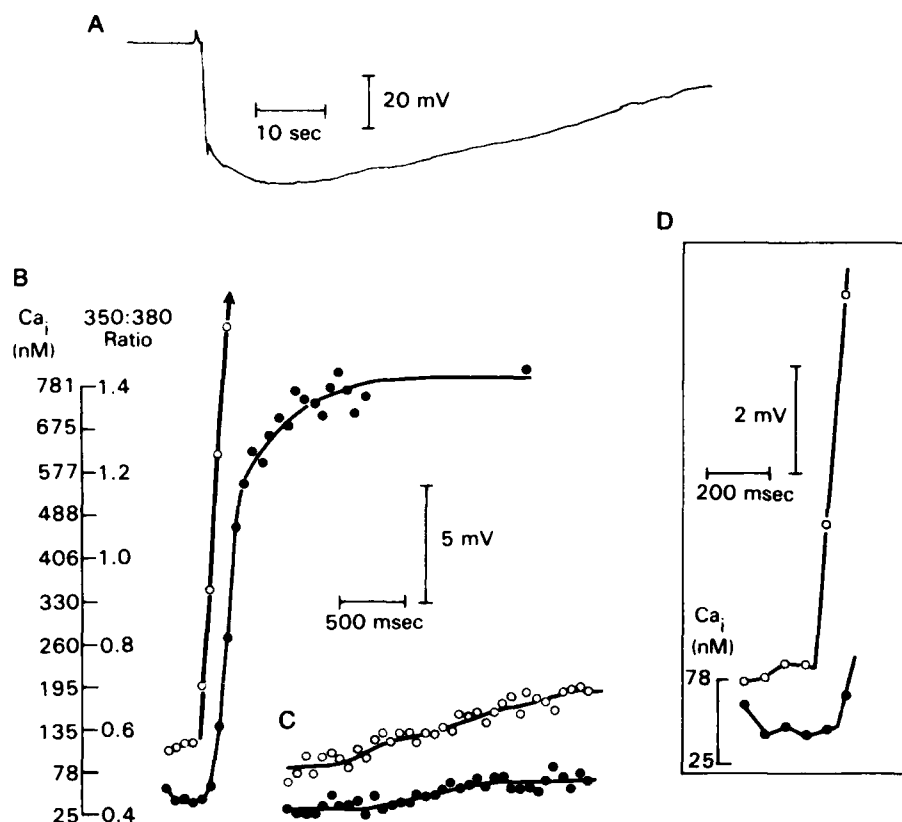 A
20 mV
10 sec
B
Ca_i 350:380
(nM) Ratio
781 1.4
675
577 1.2
488
406 1.0
330
260 0.8
195
135 0.6
78
25 0.4
5 mV
500 msec
C
D
2 mV
200 msec
Ca_i
(nM)
78
25